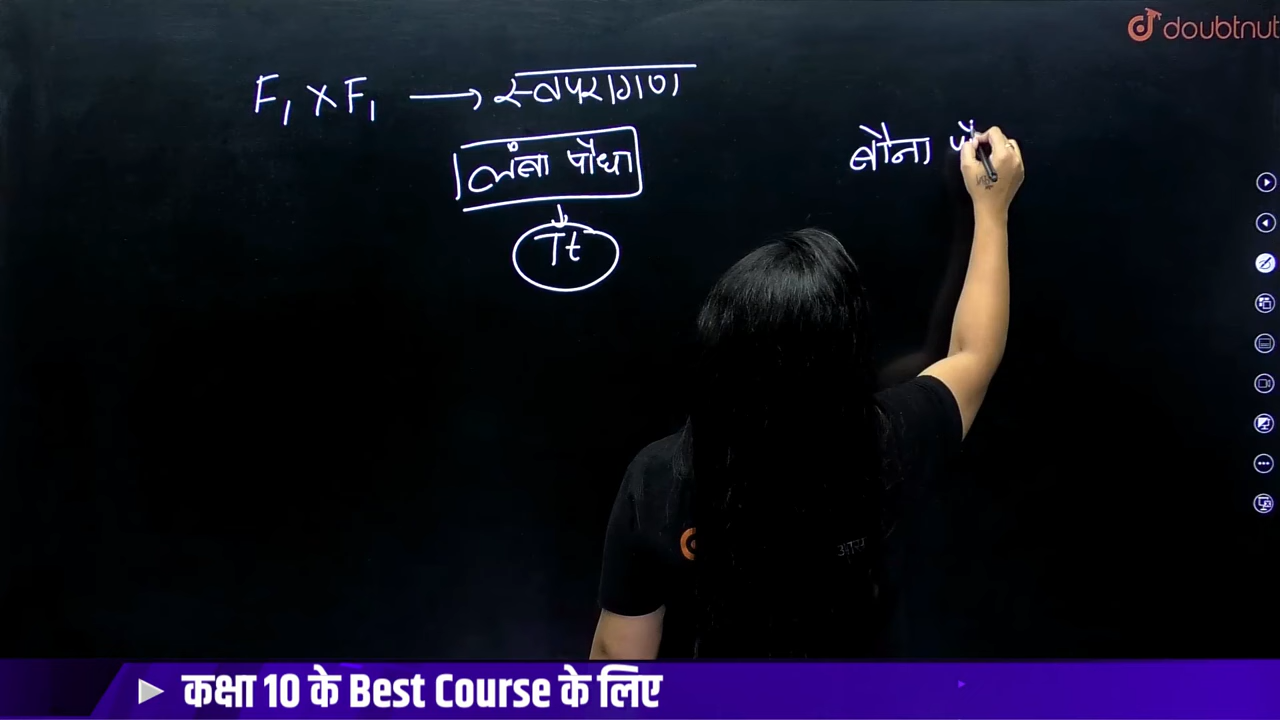 doubtnut
F₁ × F₁ → स्वपरागण
लंबा पौधा
Tt
बौना
कक्षा 10 के Best Course के लिए